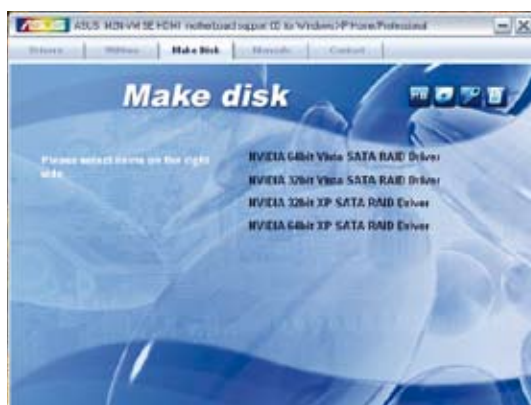 ASUS M2N-VM SE HDMI motherboard support CD for Windows XP Home/Professional
Drivers Utilities Make Disk Manuals Contact
Make disk
Please select items on the right side.
NVIDIA 64bit Vista SATA RAID Driver
NVIDIA 32bit Vista SATA RAID Driver
NVIDIA 32bit XP SATA RAID Driver
NVIDIA 64bit XP SATA RAID Driver